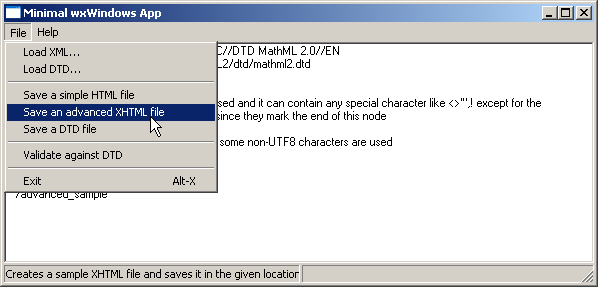 Minimal wxWindows App
File Help
Load XML...
Load DTD...
Save a simple HTML file
Save an advanced XHTML file
Save a DTD file
Validate against DTD
Exit Alt-X
C//DTD MathML 2.0//EN
L2/dtd/mathml2.dtd
sed and it can contain any special character like <>"',! except for the
since they mark the end of this node
some non-UTF8 characters are used
/advanced_sample
Creates a sample XHTML file and saves it in the given location